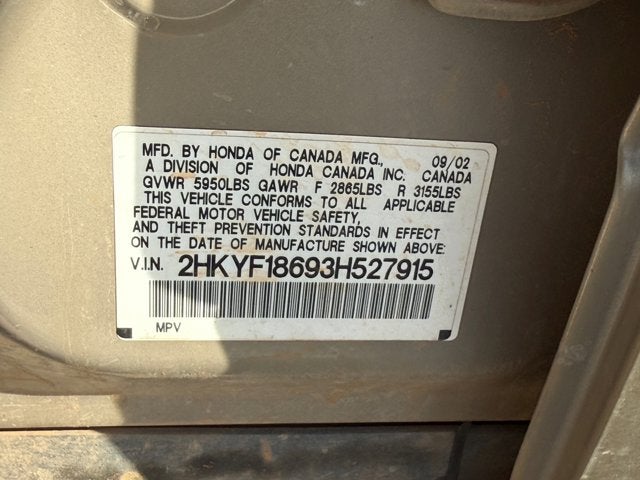 MFD. BY HONDA OF CANADA MFG., 09/02
A DIVISION OF HONDA CANADA INC. CANADA
GVWR 5950LBS GAWR F 2865LBS R 3155LBS
THIS VEHICLE CONFORMS TO ALL APPLICABLE
FEDERAL MOTOR VEHICLE SAFETY,
AND THEFT PREVENTION STANDARDS IN EFFECT
ON THE DATE OF MANUFACTURE SHOWN ABOVE:
V.I.N. 2HKYF18693H527915
MPV